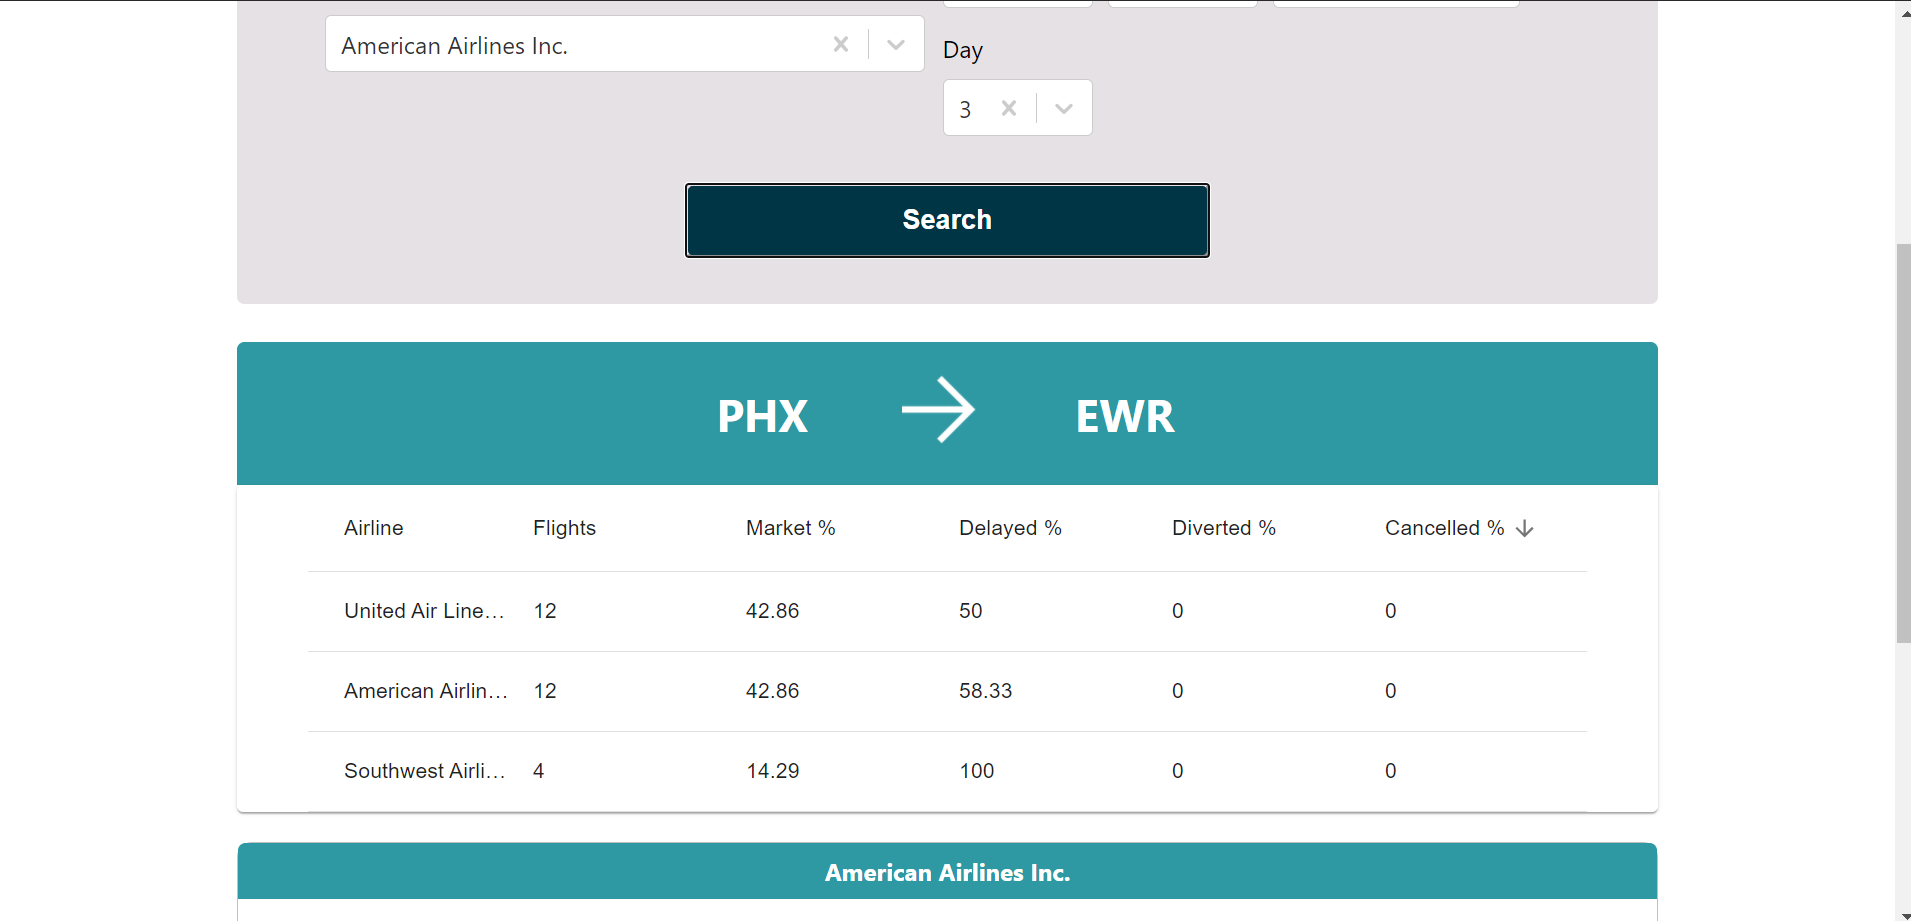 American Airlines Inc.
Day
3
Search
PHX EWR
Airline Flights Market % Delayed % Diverted % Cancelled %
United Air Line… 12 42.86 50 0 0
American Airlin… 12 42.86 58.33 0 0
Southwest Airli… 4 14.29 100 0 0
American Airlines Inc.